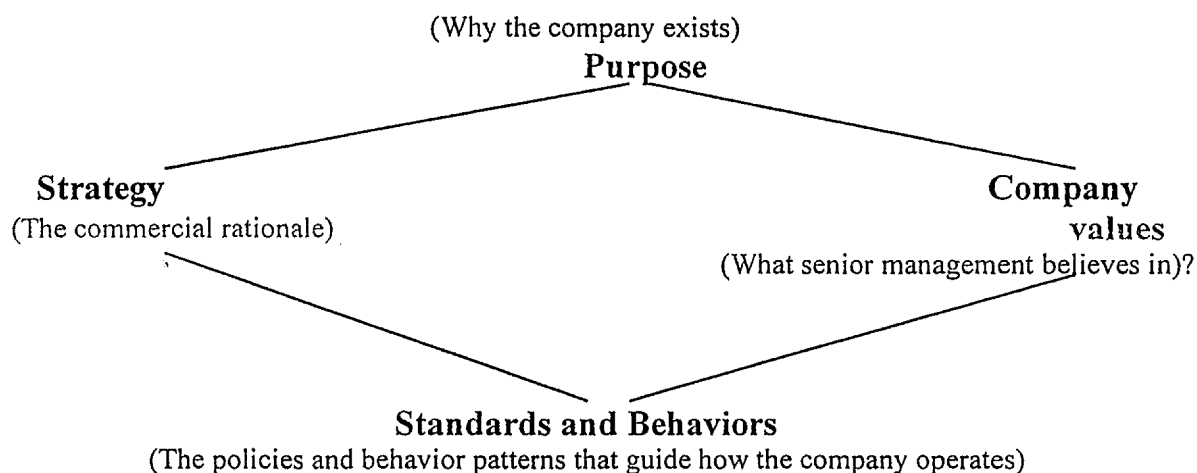 (Why the company exists)
Purpose
Strategy
(The commercial rationale)
Company
values
(What senior management believes in)?
Standards and Behaviors
(The policies and behavior patterns that guide how the company operates)